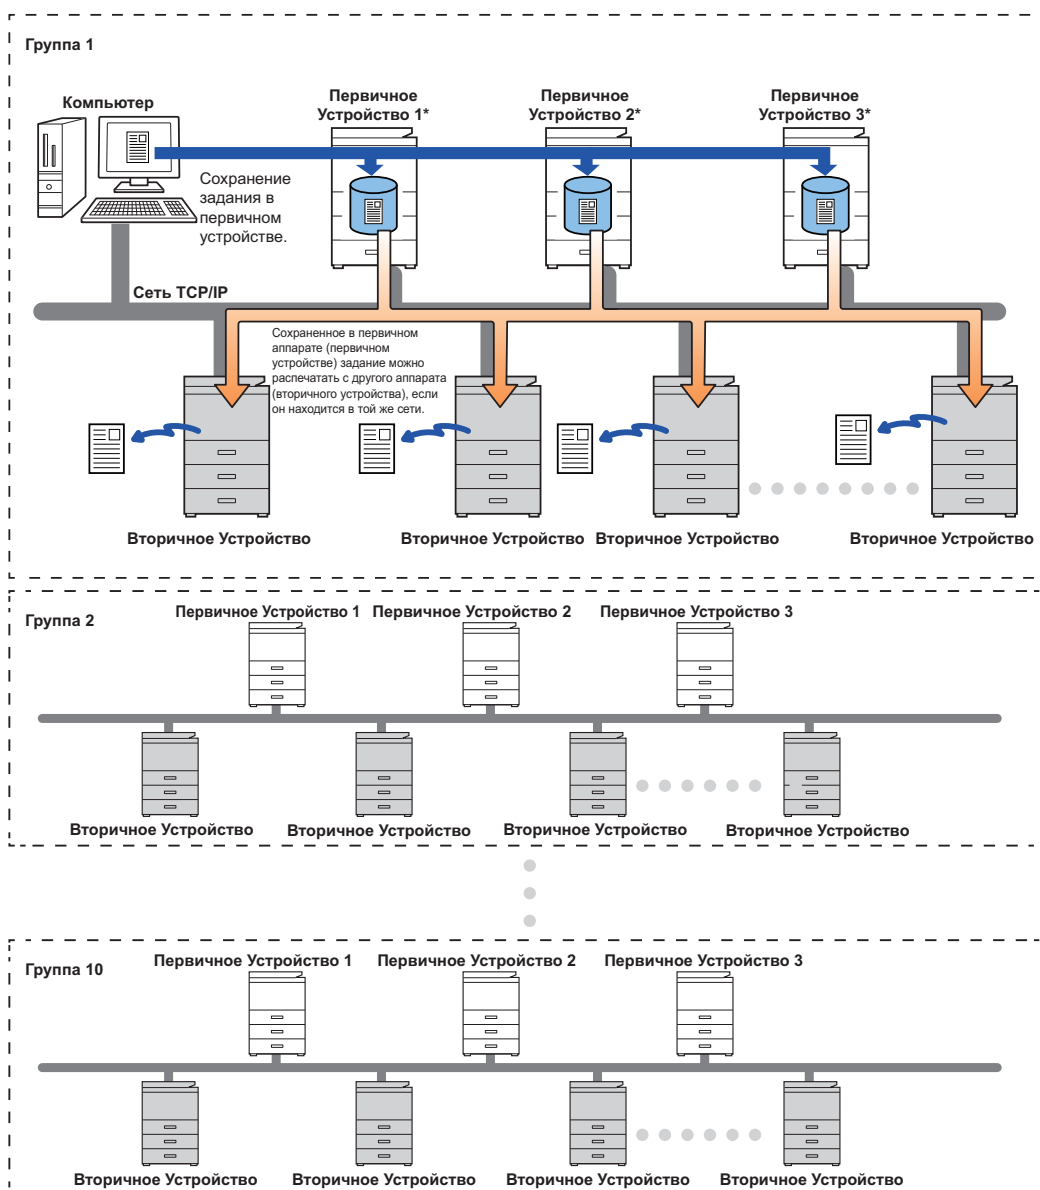 Группа 1
Компьютер
Первичное
Устройство 1*
Первичное
Устройство 2*
Первичное
Устройство 3*
Сохранение
задания в
первичном
устройстве.
Сеть TCP/IP
Сохраненное в первичном
аппарате (первичном
устройстве) задание можно
распечатать с другого аппарата
(вторичного устройства), если
он находится в той же сети.
Вторичное Устройство
Вторичное Устройство
Вторичное Устройство
Вторичное Устройство
Группа 2
Первичное Устройство 1
Первичное Устройство 2
Первичное Устройство 3
Вторичное Устройство
Вторичное Устройство
Вторичное Устройство
Вторичное Устройство
Группа 10
Первичное Устройство 1
Первичное Устройство 2
Первичное Устройство 3
Вторичное Устройство
Вторичное Устройство
Вторичное Устройство
Вторичное Устройство